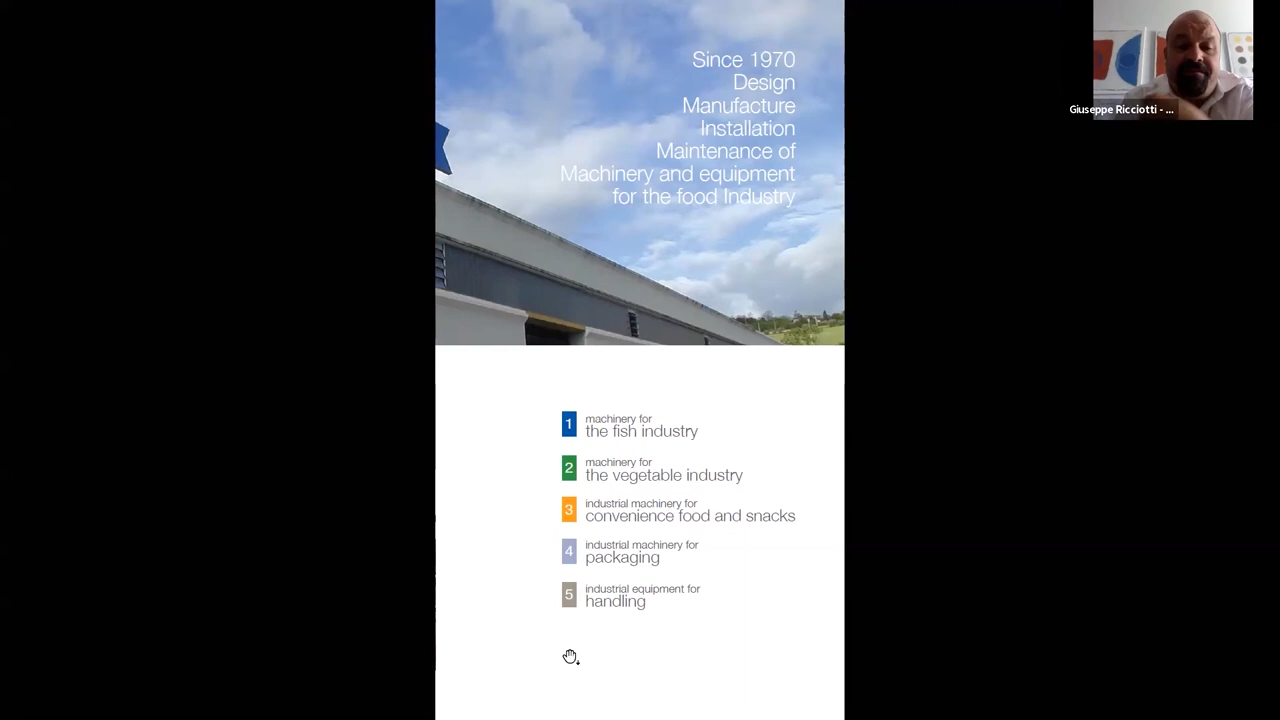 Since 1970
Design
Manufacture
Installation
Maintenance of
Machinery and equipment
for the food Industry
Giuseppe Ricciotti - ...
1
machinery for
the fish industry
2
machinery for
the vegetable industry
3
industrial machinery for
convenience food and snacks
4
industrial machinery for
packaging
5
industrial equipment for
handling